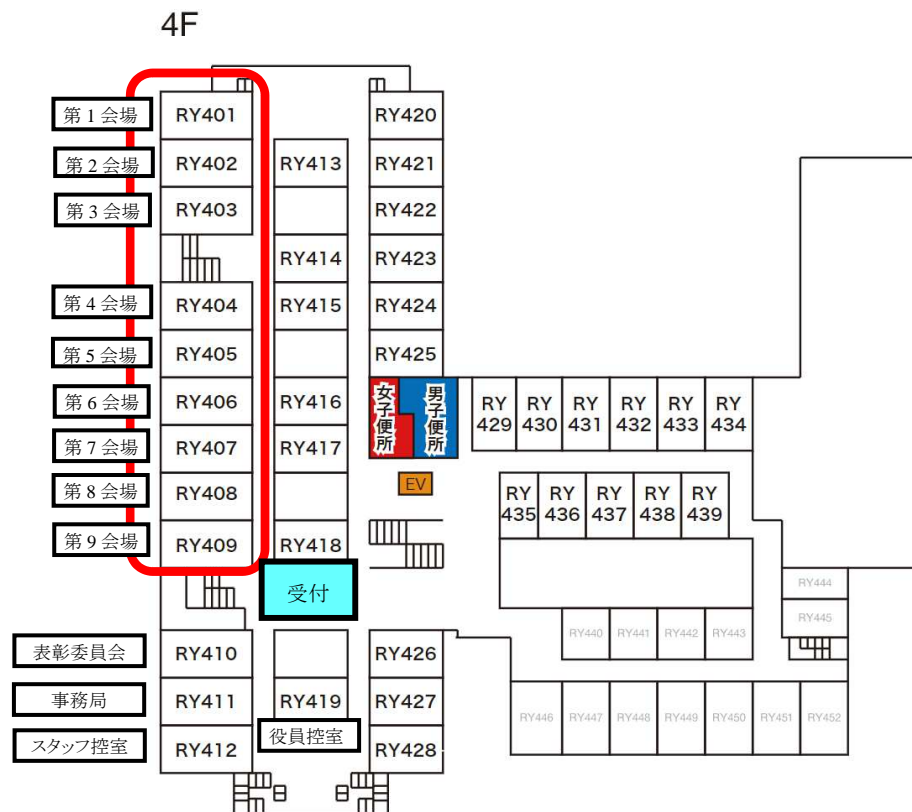 4F
第1会場
RY401
RY420
第2会場
RY402
RY413
RY421
第3会場
RY403
RY422
RY414
RY423
第4会場
RY404
RY415
RY424
第5会場
RY405
RY425
第6会場
RY406
RY416
女子便所
男子便所
RY
429
RY
430
RY
431
RY
432
RY
433
RY
434
第7会場
RY407
RY417
第8会場
RY408
EV
RY
435
RY
436
RY
437
RY
438
RY
439
第9会場
RY409
RY418
受付
RY444
RY445
RY440
RY441
RY442
RY443
表彰委員会
RY410
RY426
事務局
RY411
RY419
RY427
RY446
RY447
RY448
RY449
RY450
RY451
RY452
スタッフ控室
RY412
役員控室
RY428